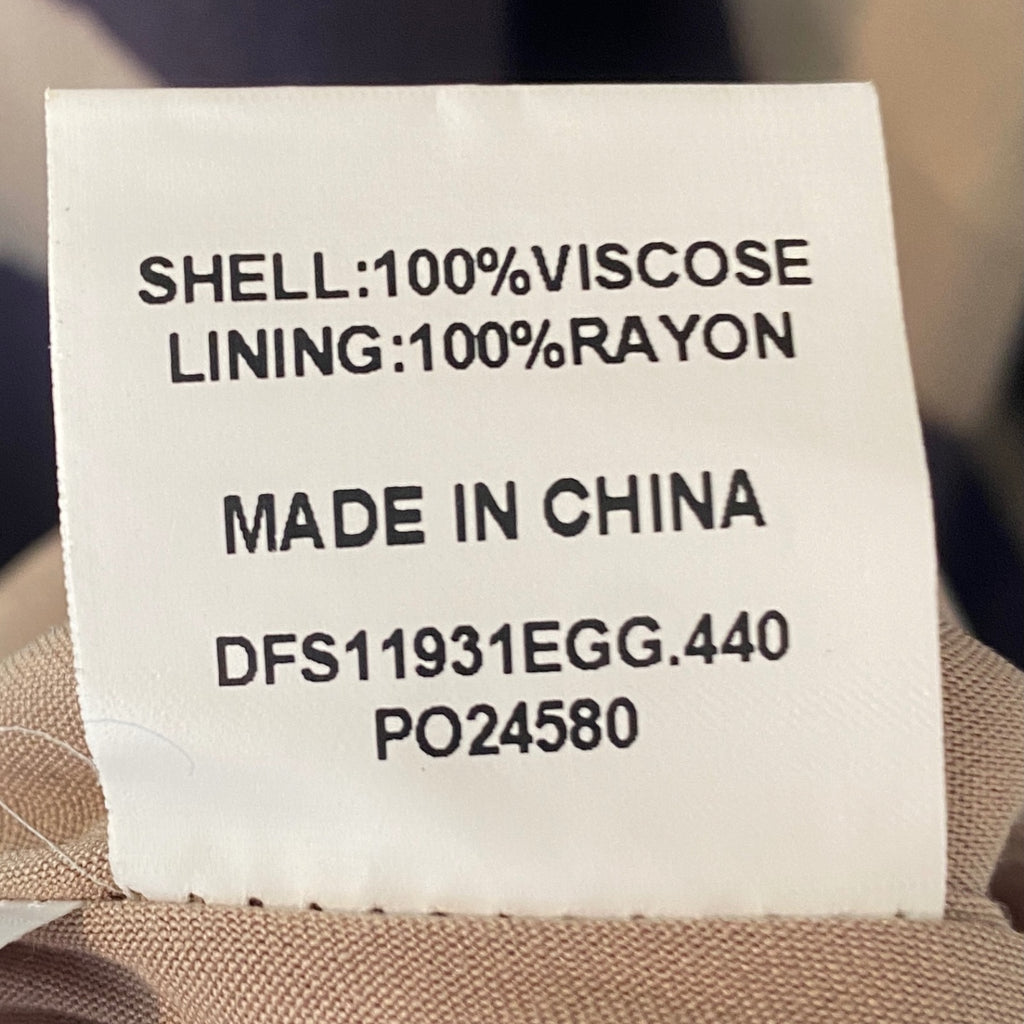 SHELL:100%VISCOSE
LINING:100%RAYON
MADE IN CHINA
DFS11931EGG.440
PO24580